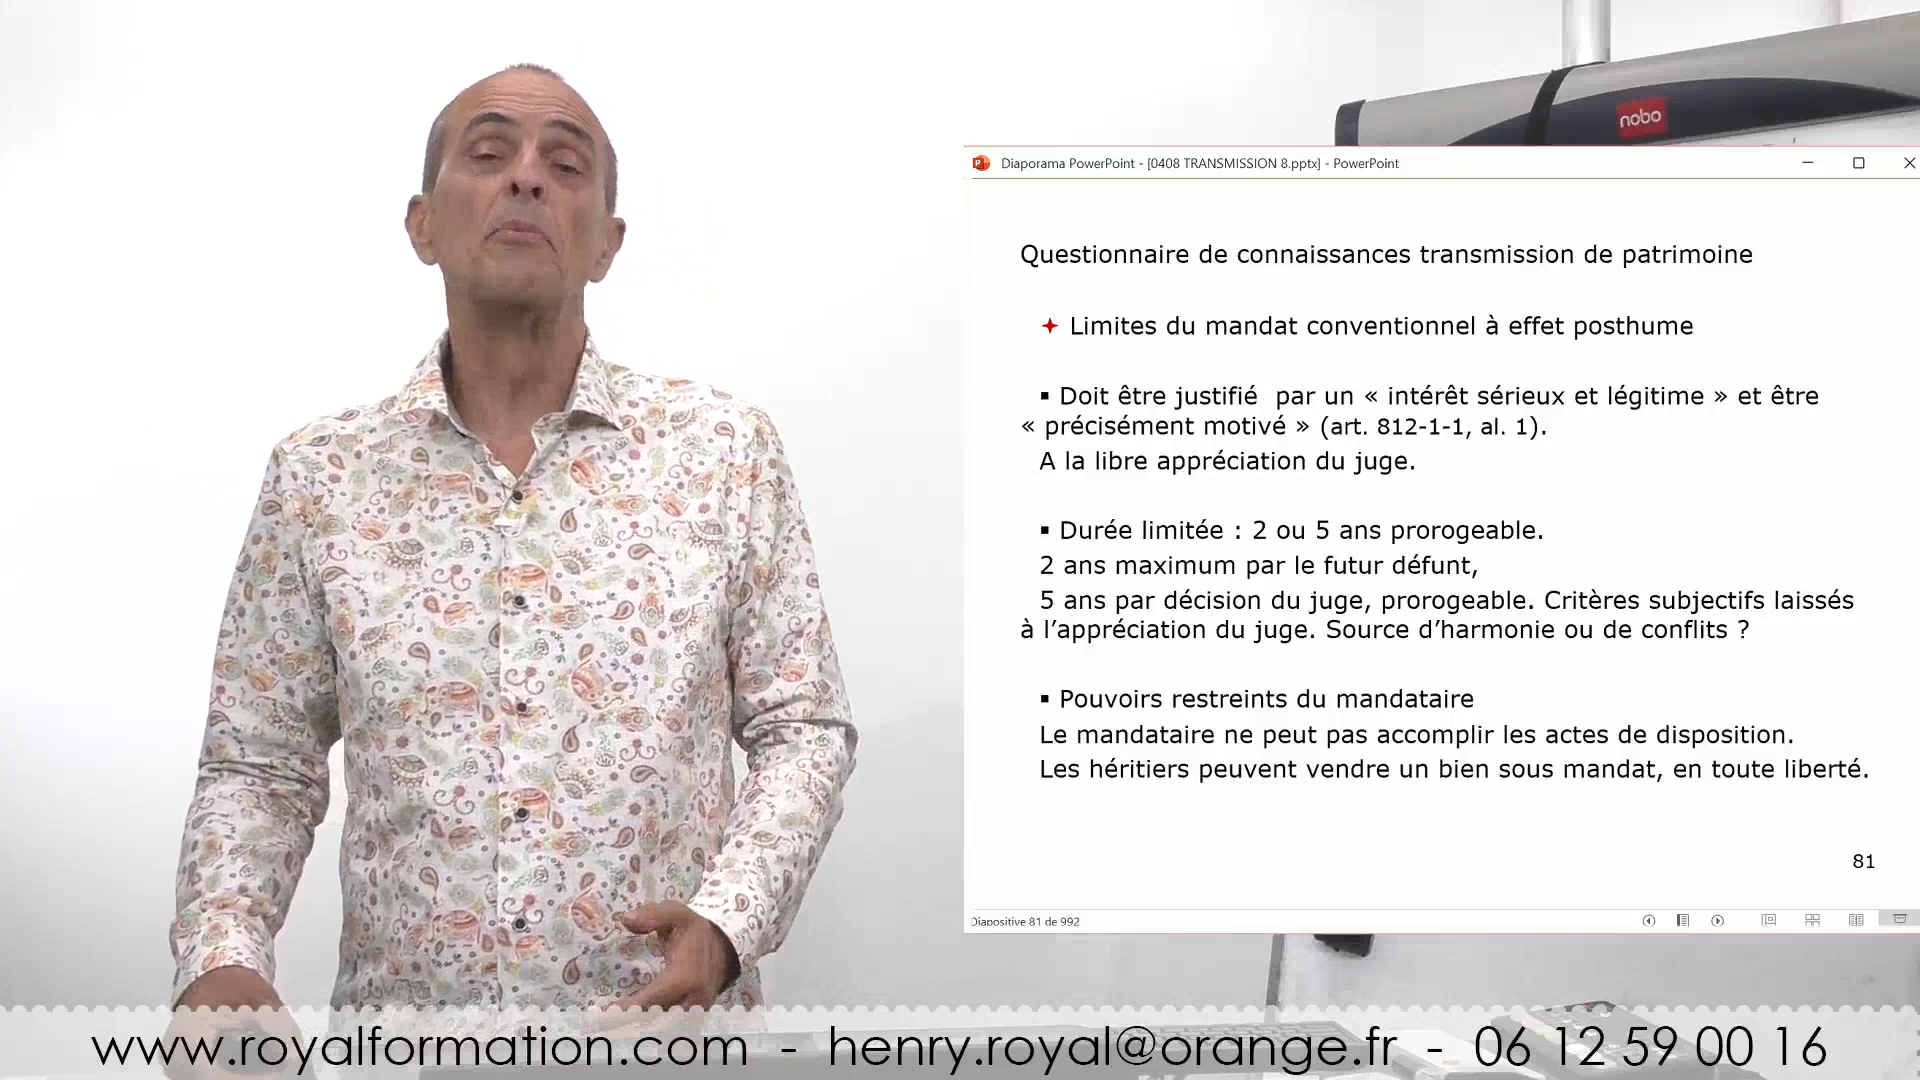 nobo
Diaporama PowerPoint - [0408 TRANSMISSION 8.pptx] - PowerPoint
Questionnaire de connaissances transmission de patrimoine
Limites du mandat conventionnel à effet posthume
▪ Doit être justifié par un « intérêt sérieux et légitime » et être
« précisément motivé » (art. 812-1-1, al. 1).
A la libre appréciation du juge.
▪ Durée limitée : 2 ou 5 ans prorogeable.
2 ans maximum par le futur défunt,
5 ans par décision du juge, prorogeable. Critères subjectifs laissés
à l’appréciation du juge. Source d’harmonie ou de conflits ?
▪ Pouvoirs restreints du mandataire
Le mandataire ne peut pas accomplir les actes de disposition.
Les héritiers peuvent vendre un bien sous mandat, en toute liberté.
81
Diapositive 81 de 992
www.royalformation.com - henry.royal@orange.fr - 06 12 59 00 16